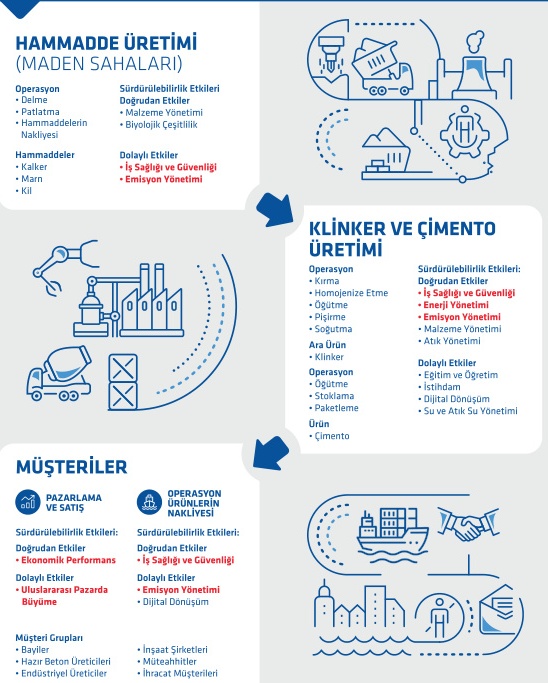 HAMMADDE ÜRETİMİ
(MADEN SAHALARI)
Operasyon
• Delme
• Patlatma
• Hammaddelerin
Nakliyesi
Hammaddeler
• Kalker
• Marn
• Kil
Sürdürülebilirlik Etkileri
Doğrudan Etkiler
• Malzeme Yönetimi
• Biyolojik Çeşitlilik
Dolaylı Etkiler
• İş Sağlığı ve Güvenliği
• Emisyon Yönetimi
KLİNKER VE ÇİMENTO
ÜRETİMİ
Operasyon
• Kırma
• Homojenize Etme
• Öğütme
• Pişirme
• Soğutma
Ara Ürün
• Klinker
Operasyon
• Öğütme
• Stoklama
• Paketleme
Ürün
• Çimento
Sürdürülebilirlik Etkileri:
Doğrudan Etkiler
• İş Sağlığı ve Güvenliği
• Enerji Yönetimi
• Emisyon Yönetimi
• Malzeme Yönetimi
• Atık Yönetimi
Dolaylı Etkiler
• Eğitim ve Öğretim
• İstihdam
• Dijital Dönüşüm
• Su ve Atık Su Yönetimi
MÜŞTERİLER
PAZARLAMA
VE SATIŞ
Sürdürülebilirlik Etkileri:
Doğrudan Etkiler
• Ekonomik Performans
Dolaylı Etkiler
• Uluslararası Pazarda
Büyüme
OPERASYON
ÜRÜNLERİN
NAKLİYESİ
Sürdürülebilirlik Etkileri:
Doğrudan Etkiler
• İş Sağlığı ve Güvenliği
Dolaylı Etkiler
• Emisyon Yönetimi
• Dijital Dönüşüm
Müşteri Grupları
• Bayiler
• Hazır Beton Üreticileri
• Endüstriyel Üreticiler
• İnşaat Şirketleri
• Müteahhitler
• İhracat Müşterileri